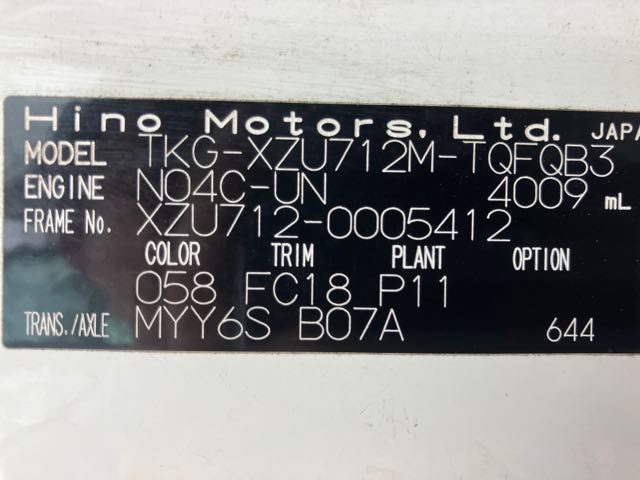 Hino Motors, Ltd. JAPA
MODEL TKG-XZU712M-TQFQB3
ENGINE N04C-UN 4009 mL
FRAME No. XZU712-0005412
COLOR TRIM PLANT OPTION
058 FC18 P11
TRANS./AXLE MYY6S B07A 644